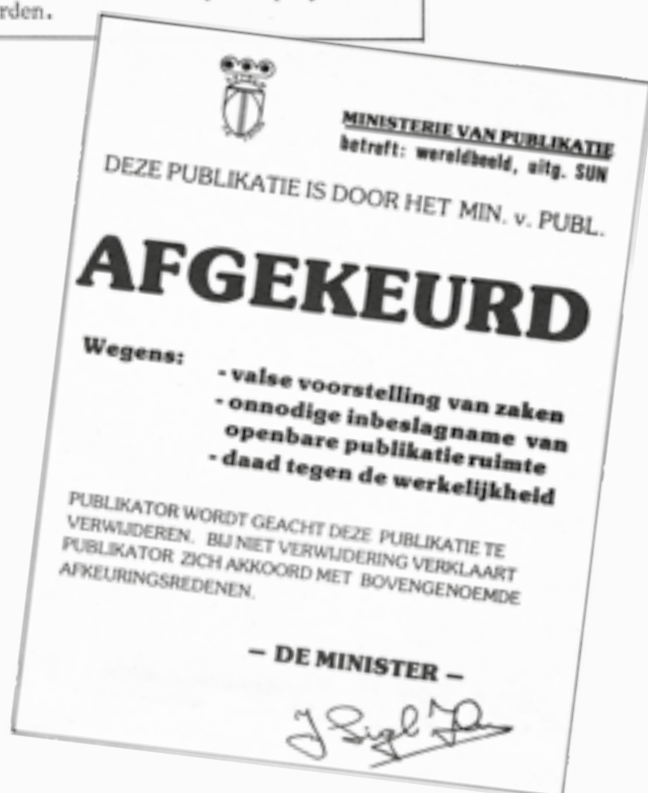 rden.
MINISTERIE VAN PUBLIKATIE
betreft: wereldbeeld, uitg. SUN
DEZE PUBLIKATIE IS DOOR HET MIN. v. PUBL.
AFGEKEURD
Wegens:
- valse voorstelling van zaken
- onnodige inbeslagname van
openbare publikatieruimte
- daad tegen de werkelijkheid
PUBLIKATOR WORDT GEACHT DEZE PUBLIKATIE TE
VERWIJDEREN. BIJ NIET VERWIJDERING VERKLAART
PUBLIKATOR ZICH AKKOORD MET BOVENGENOEMDE
AFKEURINGSREDENEN.
— DE MINISTER —